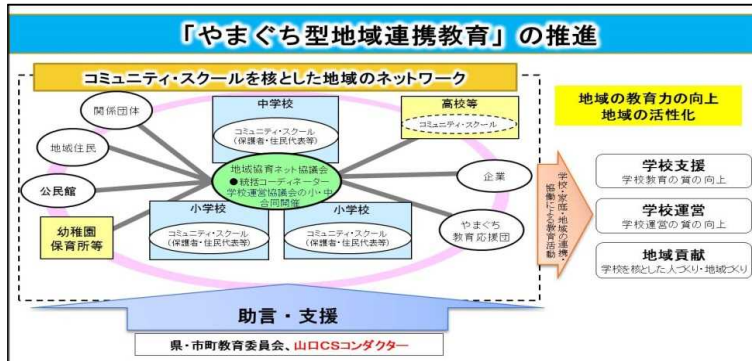 「やまぐち型地域連携教育」の推進
コミュニティ・スクールを核とした地域のネットワーク
関係団体
地域住民
公民館
幼稚園
保育所等
中学校
コミュニティ・スクール
(保護者・住民代表等)
高校等
コミュニティ・スクール
地域協育ネット協議会
●統括コーディネーター
学校運営協議会の小・中
合同開催
小学校
コミュニティ・スクール
(保護者・住民代表等)
小学校
コミュニティ・スクール
(保護者・住民代表等)
企業
やまぐち
教育応援団
学校・家庭・地域の連携・
協働による教育活動
地域の教育力の向上
地域の活性化
学校支援
学校教育の質の向上
学校運営
学校運営の質の向上
地域貢献
学校を核とした人づくり・地域づくり
助言・支援
県・市町教育委員会、山口CSコンダクター